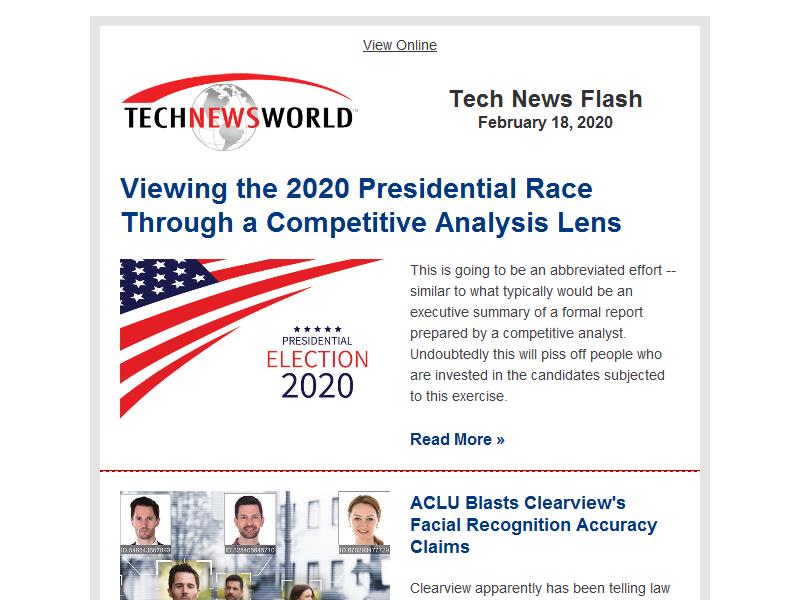 View Online
TECHNEWSWORLD
Tech News Flash
February 18, 2020
Viewing the 2020 Presidential Race
Through a Competitive Analysis Lens
PRESIDENTIAL
ELECTION
2020
This is going to be an abbreviated effort --
similar to what typically would be an
executive summary of a formal report
prepared by a competitive analyst.
Undoubtedly this will piss off people who
are invested in the candidates subjected
to this exercise.
Read More »
ACLU Blasts Clearview's
Facial Recognition Accuracy
Claims
Clearview apparently has been telling law